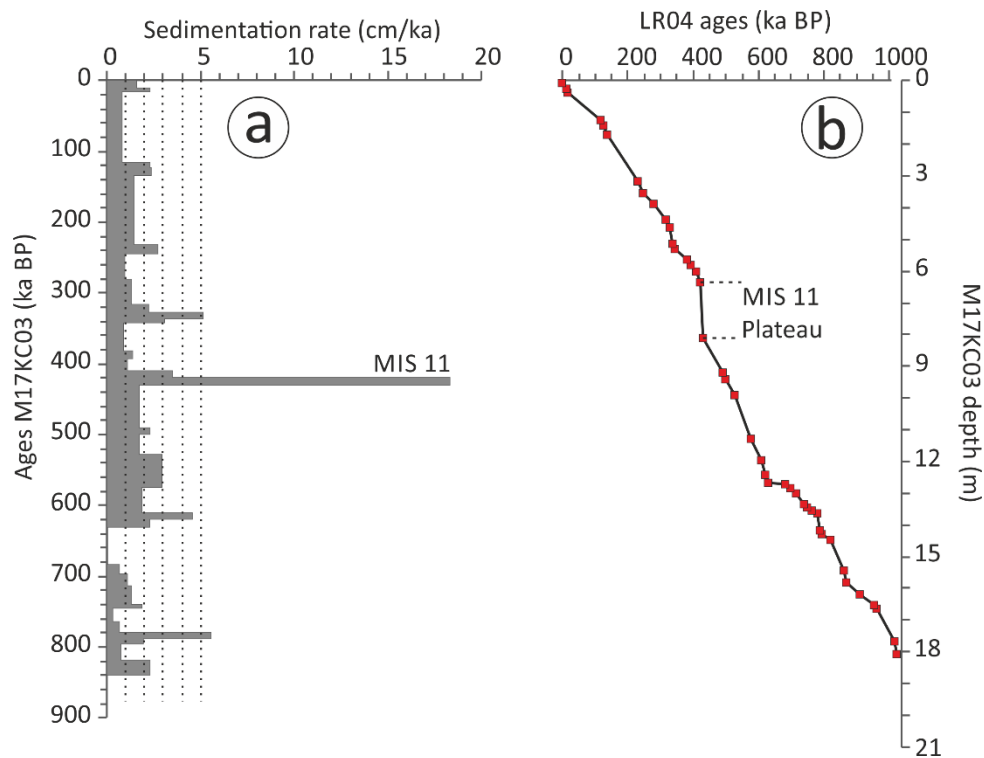 Sedimentation rate (cm/ka)
0 5 10 15 20
0
100
200
300
400
500
600
700
800
900
Ages M17KC03 (ka BP)
a
MIS 11
LR04 ages (ka BP)
0 200 400 600 800 1000
b
MIS 11
Plateau
0
3
6
9
12
15
18
21
M17KC03 depth (m)